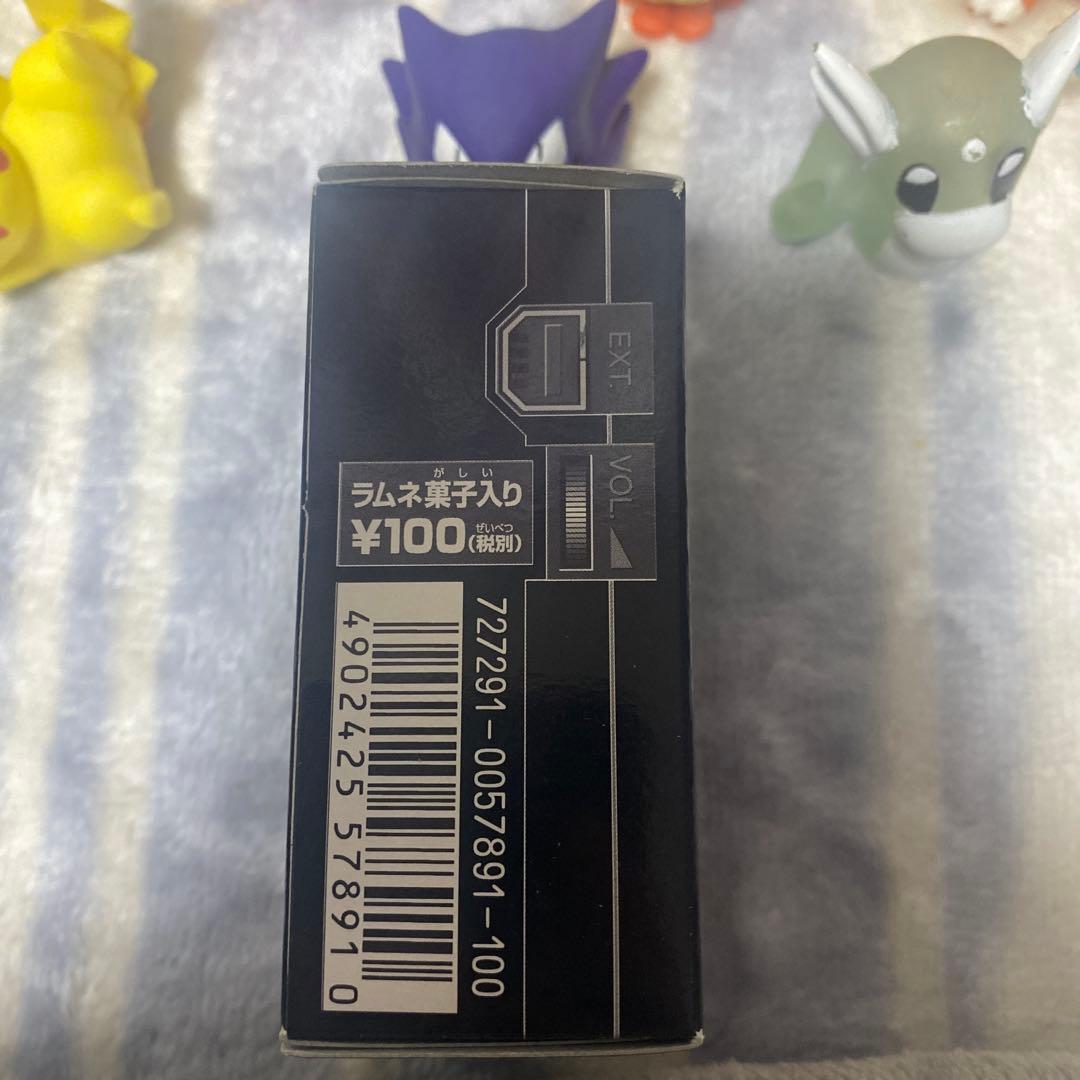 EXT.
VOL.
がしい
ラムネ菓子入り
ぜいべつ
¥100(税別)
727291-0057891-100
4902425578910